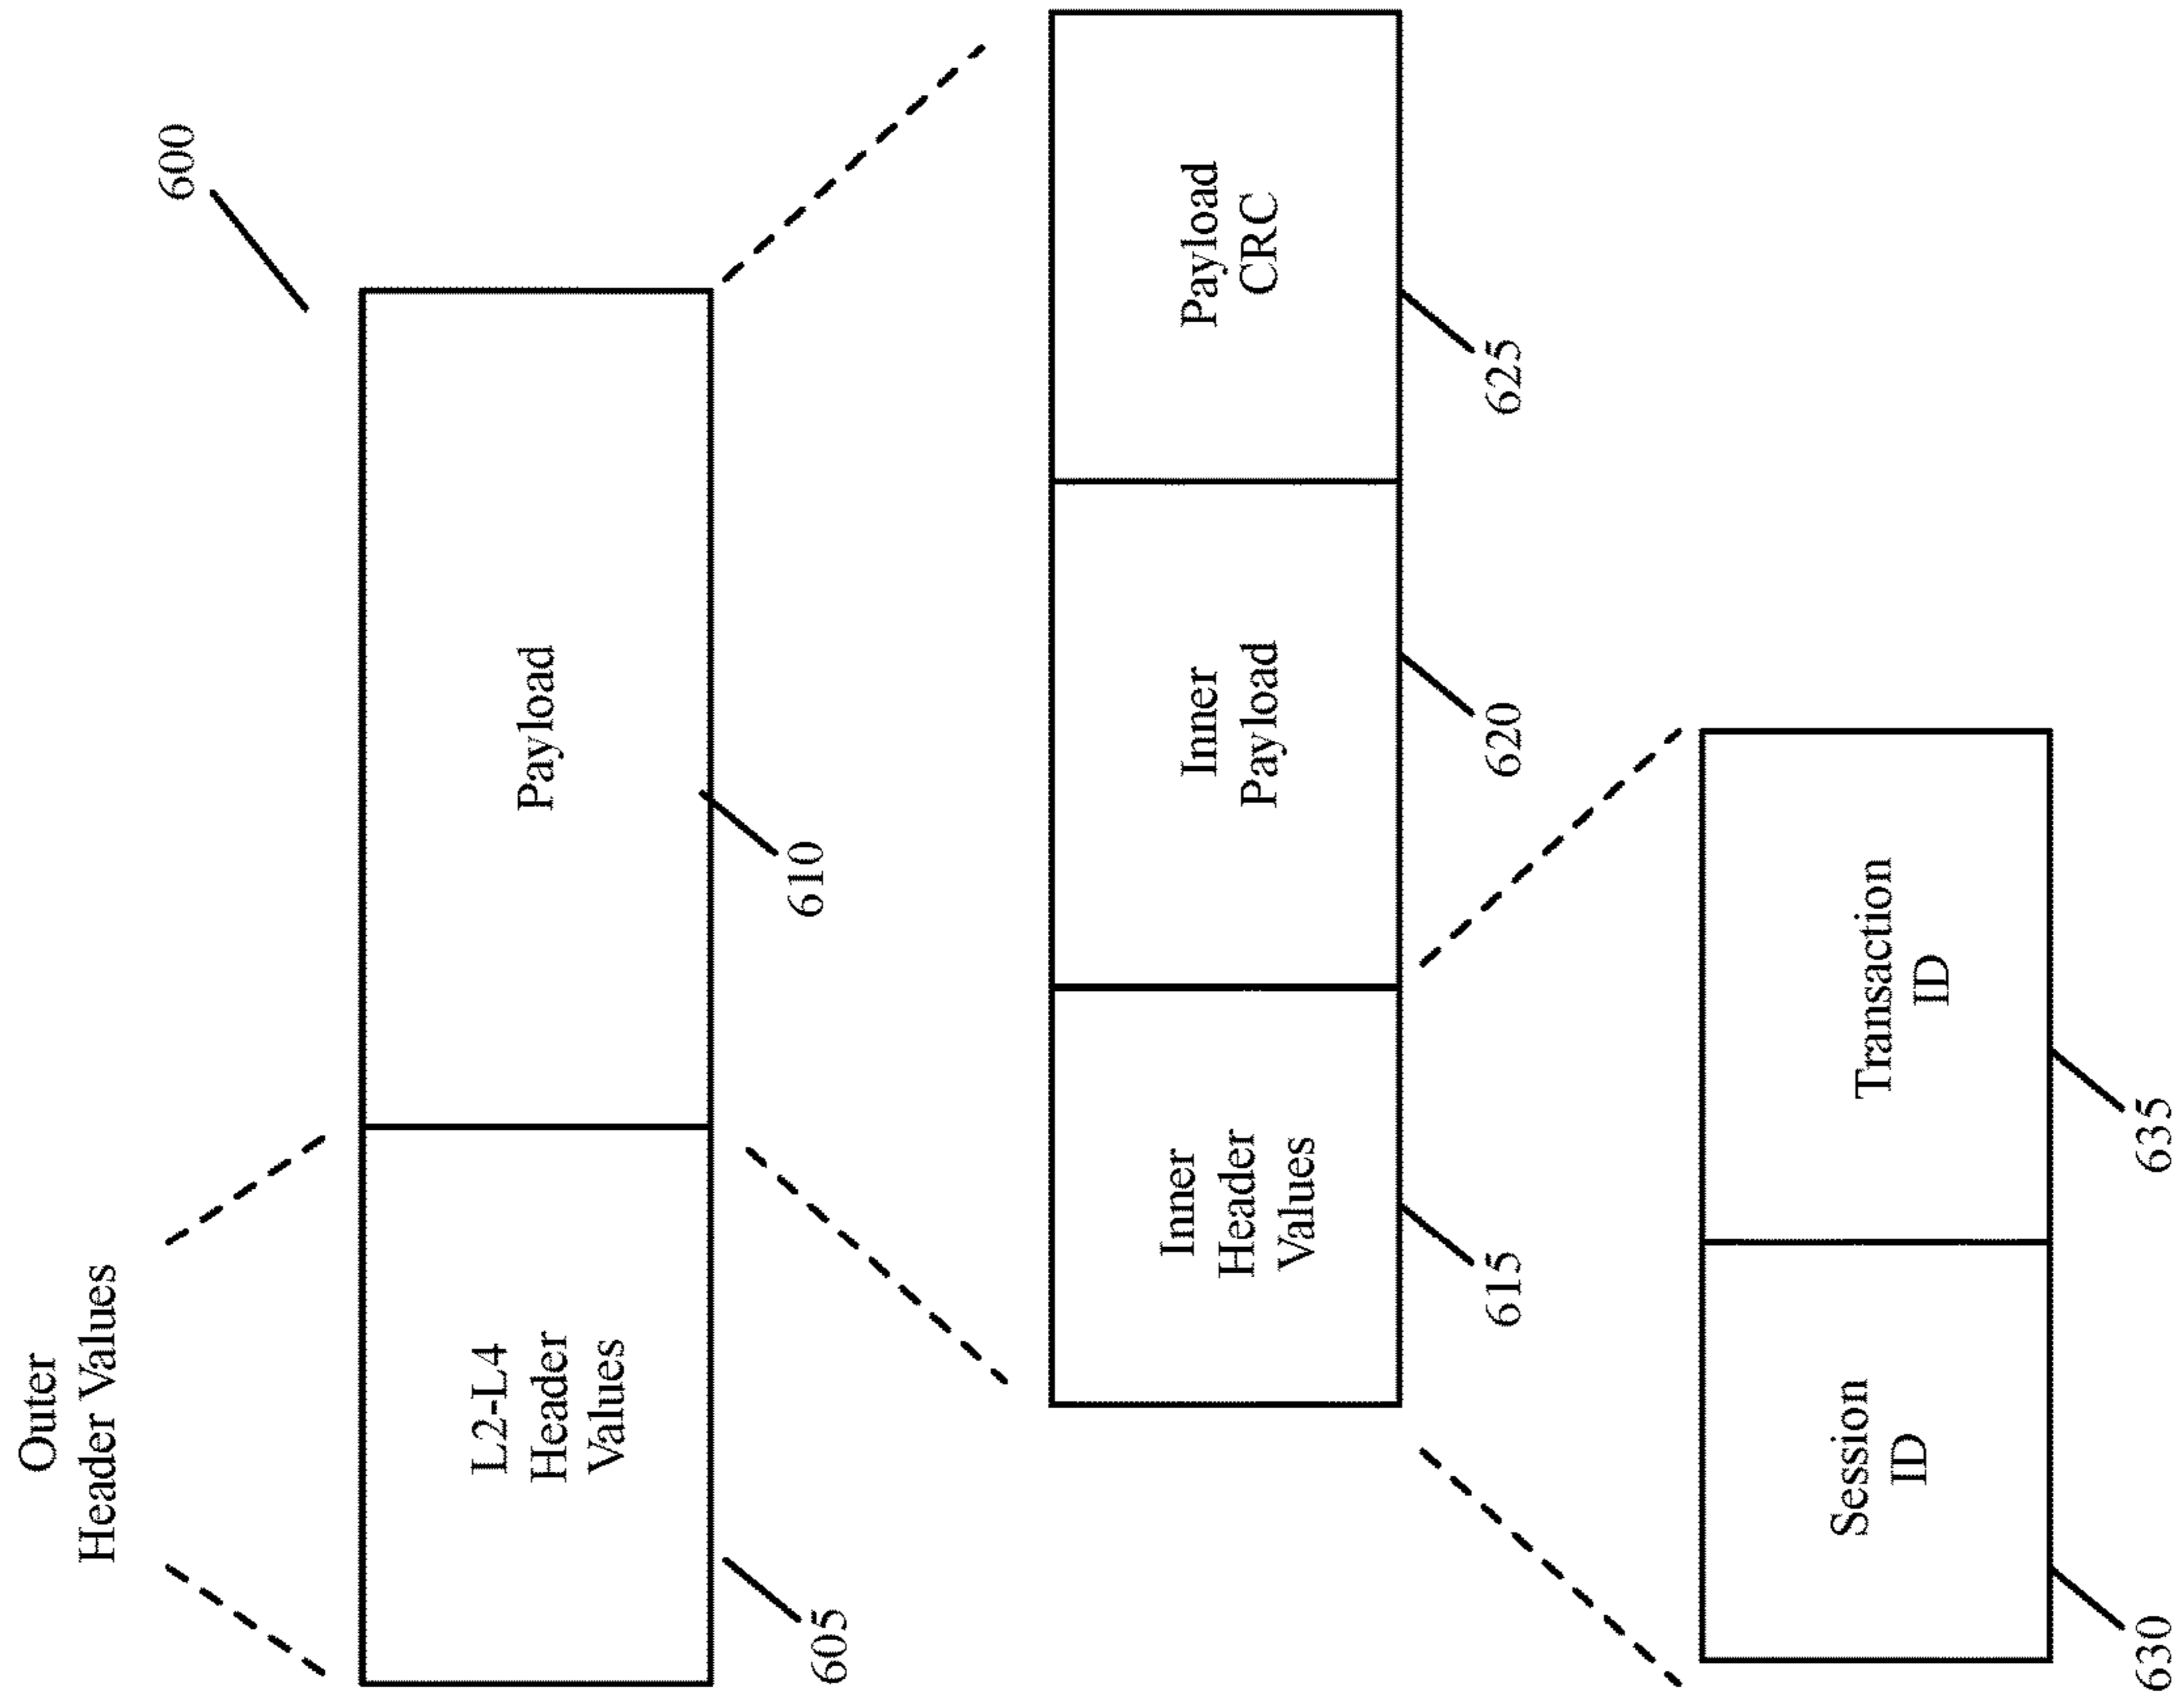 600
Outer
Header Values
L2-L4
Header
Values
Payload
605
610
Inner
Header
Values
Inner
Payload
Payload
CRC
615
620
625
Session
ID
Transaction
ID
630
635